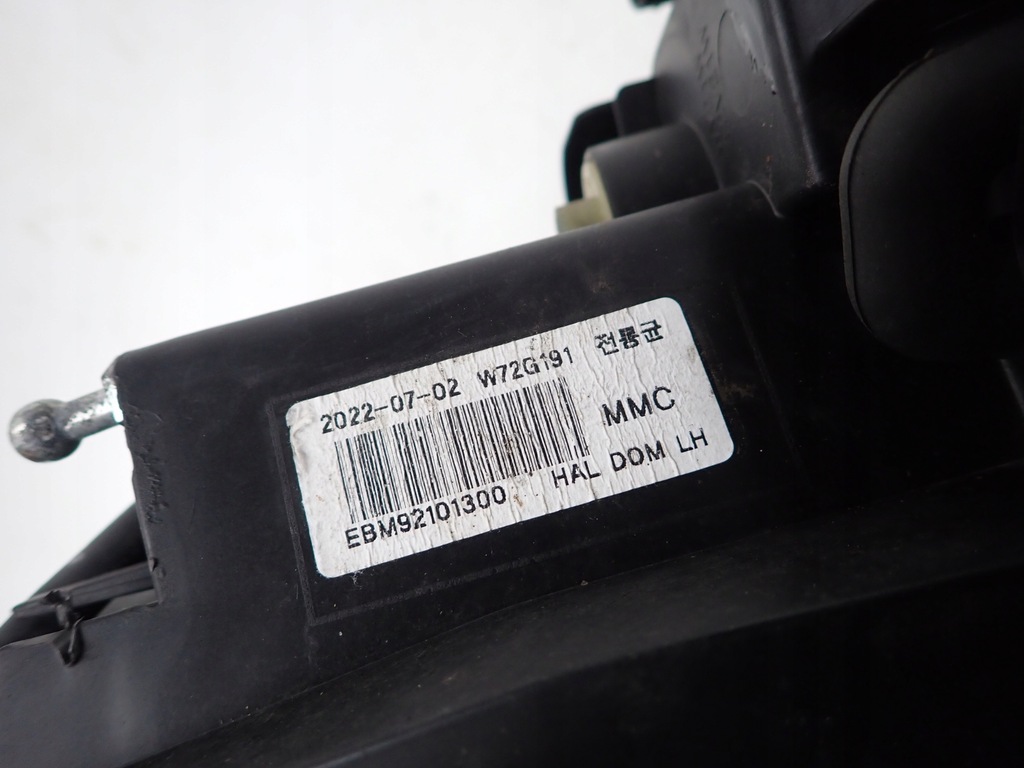 2022-07-02 W72G191 전룡균
MMC
EBM92101300 HAL DOM LH